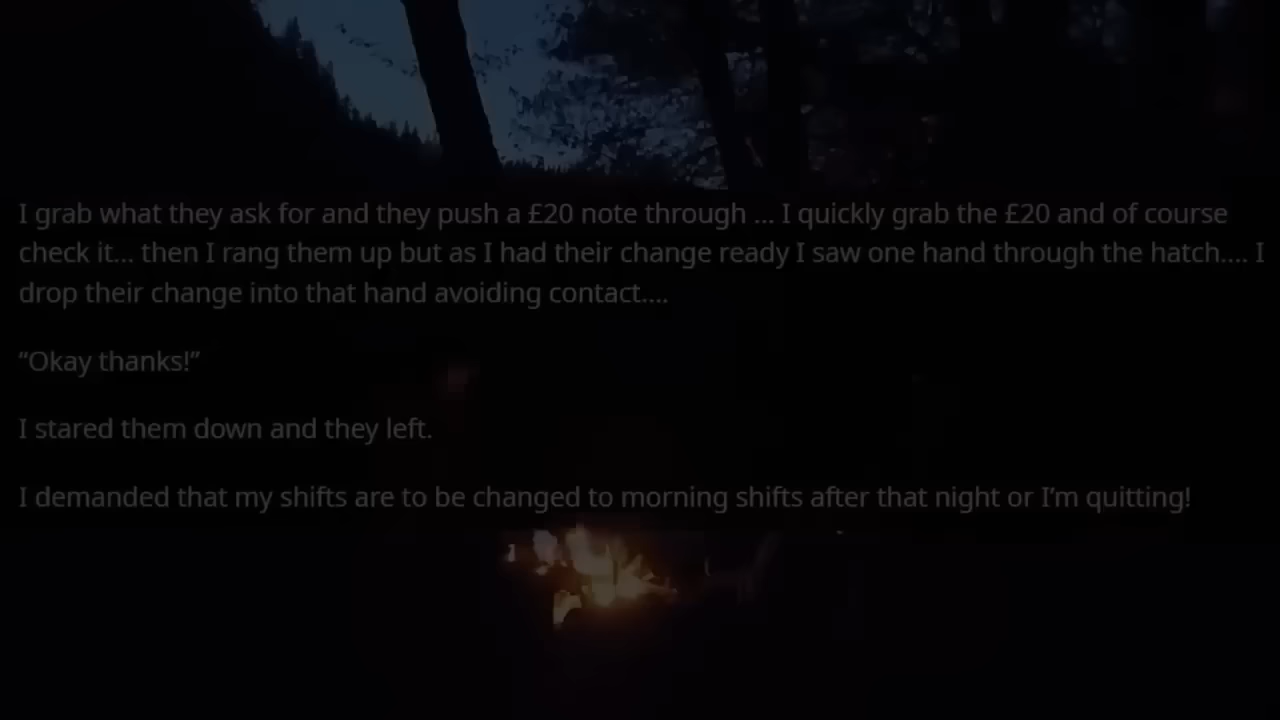 I grab what they ask for and they push a £20 note through ... I quickly grab the £20 and of course
check it... then I rang them up but as I had their change ready I saw one hand through the hatch.... I
drop their change into that hand avoiding contact....
“Okay thanks!”
I stared them down and they left.
I demanded that my shifts are to be changed to morning shifts after that night or I’m quitting!